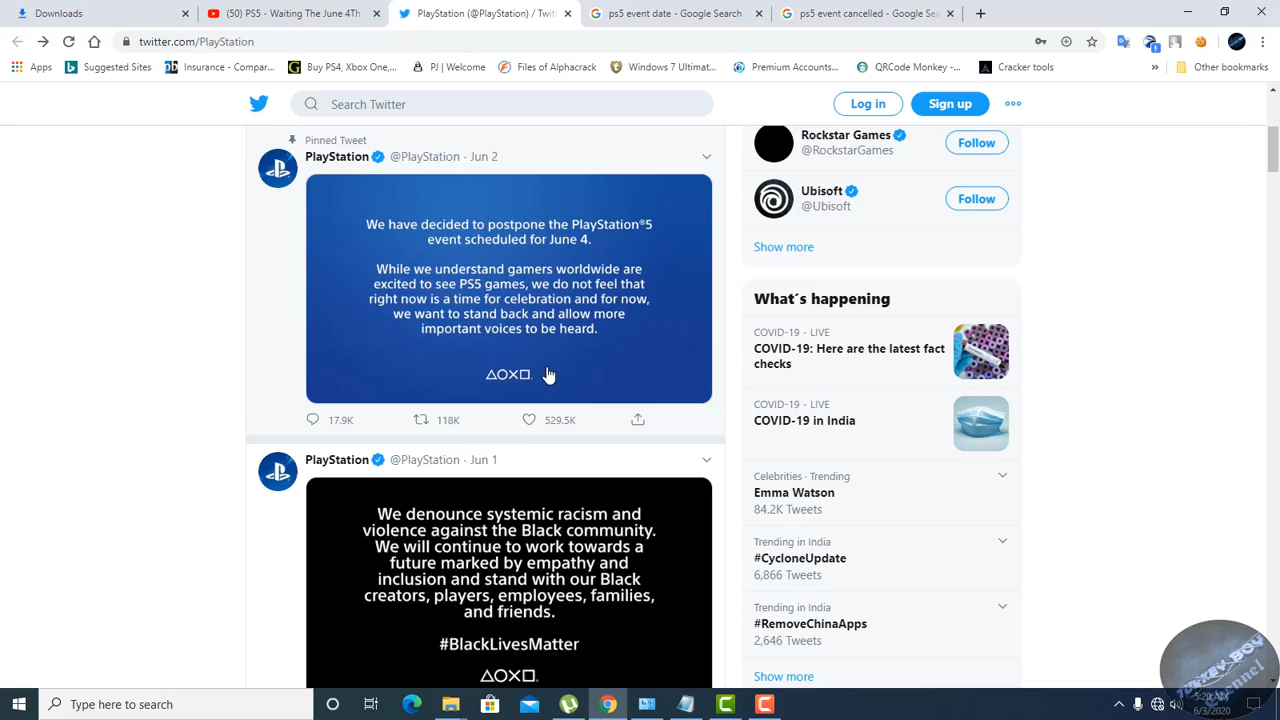 Downloads
(50) PS5 - Waiting The June 4Th
PlayStation (@PlayStation) / Twi
ps5 event date - Google Search
ps5 event cancelled - Google Sea
twitter.com/PlayStation
Apps
Suggested Sites
Insurance - Compar...
Buy PS4, Xbox One,...
PJ | Welcome
Files of Alphacrack
Windows 7 Ultimat...
Premium Accounts...
QRCode Monkey -...
Cracker tools
Other bookmarks
Search Twitter
Log in
Sign up
Pinned Tweet
PlayStation @PlayStation · Jun 2
We have decided to postpone the PlayStation®5
event scheduled for June 4.
While we understand gamers worldwide are
excited to see PS5 games, we do not feel that
right now is a time for celebration and for now,
we want to stand back and allow more
important voices to be heard.
17.9K
118K
529.5K
PlayStation @PlayStation · Jun 1
We denounce systemic racism and
violence against the Black community.
We will continue to work towards a
future marked by empathy and
inclusion and stand with our Black
creators, players, employees, families,
and friends.
#BlackLivesMatter
Rockstar Games
@RockstarGames
Follow
Ubisoft
@Ubisoft
Follow
Show more
What's happening
COVID-19 · LIVE
COVID-19: Here are the latest fact
checks
COVID-19 · LIVE
COVID-19 in India
Celebrities · Trending
Emma Watson
84.2K Tweets
Trending in India
#CycloneUpdate
6,866 Tweets
Trending in India
#RemoveChinaApps
2,646 Tweets
Show more
Type here to search
5:20 AM
6/3/2020